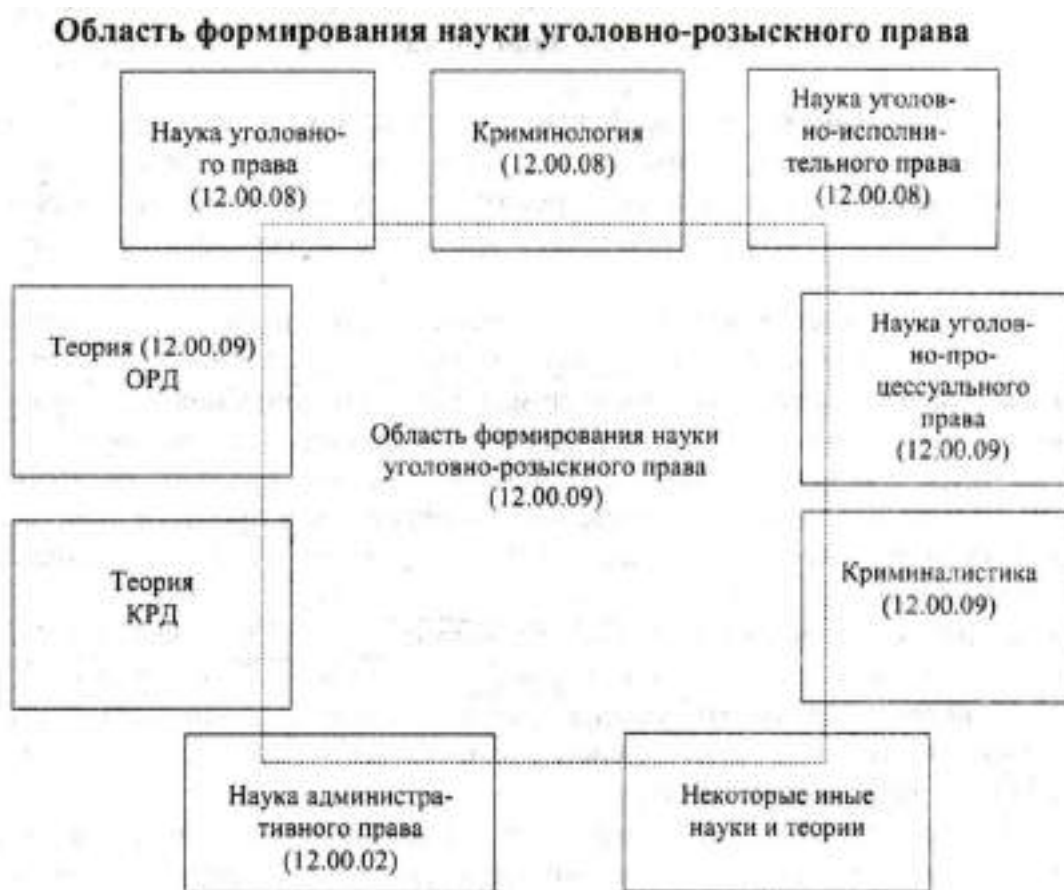 Область формирования науки уголовно-розыскного права
Наука уголовно-
го права
(12.00.08)
Криминология
(12.00.08)
Наука уголов-
но-исполни-
тельного права
(12.00.08)
Теория (12.00.09)
ОРД
Наука уголов-
но-про-
цессуального
права
(12.00.09)
Область формирования науки
уголовно-розыскного права
(12.00.09)
Теория
КРД
Криминалистика
(12.00.09)
Наука администра-
тивного права
(12.00.02)
Некоторые иные
науки и теории